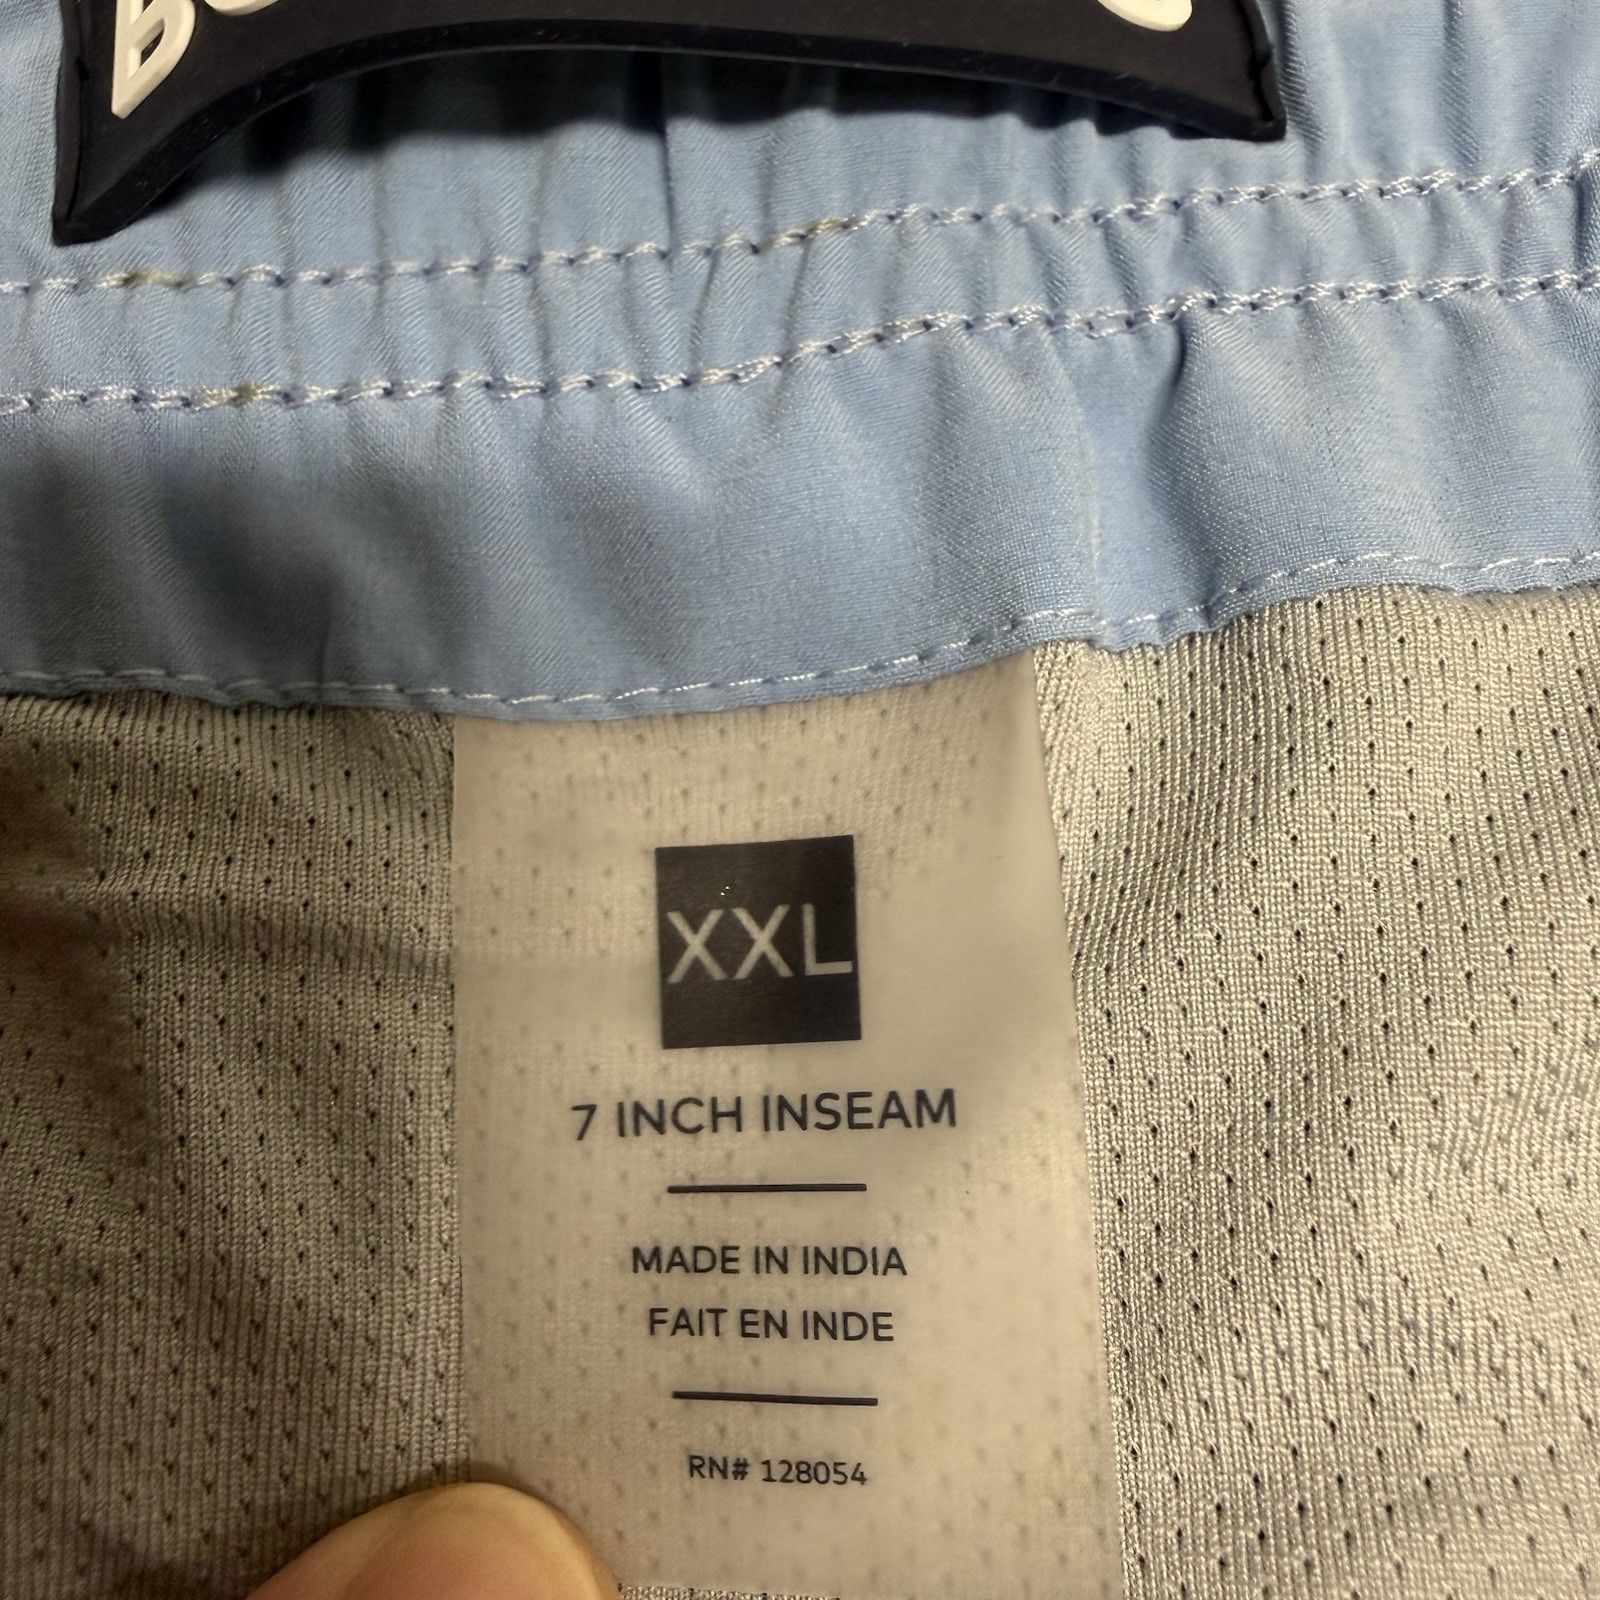 XXL
7 INCH INSEAM
MADE IN INDIA
FAIT EN INDE
RN# 128054